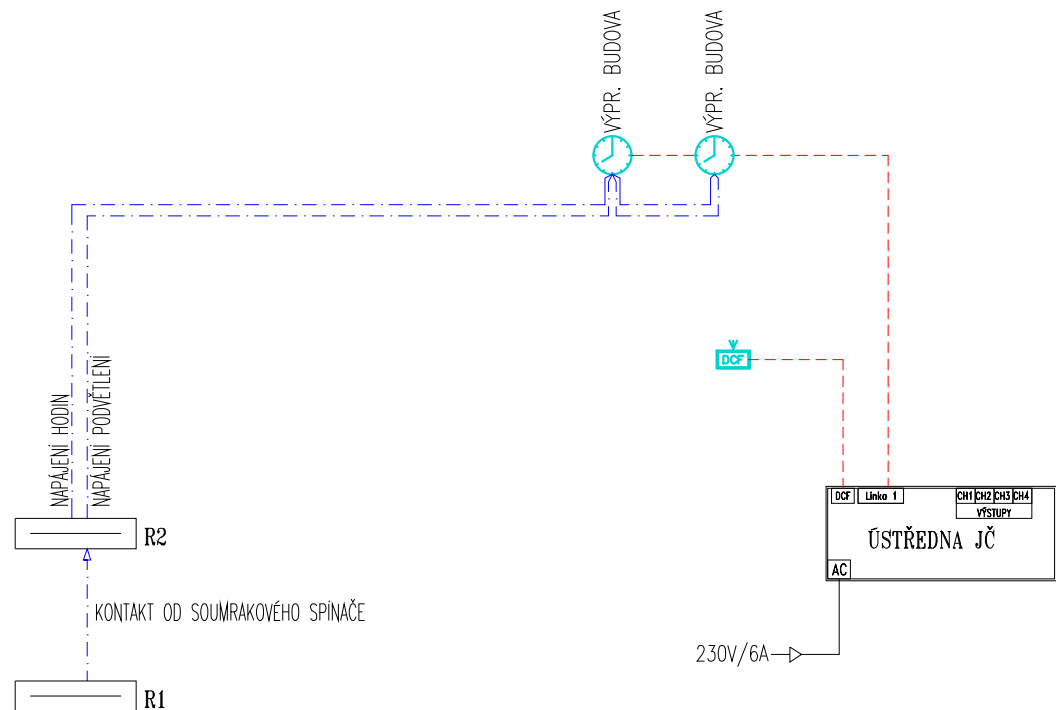 VÝPR. BUDOVA
VÝPR. BUDOVA
DCF
NAPÁJENÍ HODIN
NAPÁJENÍ PODVĚTLENÍ
DCF
Linka 1
CH1 CH2 CH3 CH4
VÝSTUPY
ÚSTŘEDNA JČ
AC
R2
KONTAKT OD SOUMRAKOVÉHO SPÍNAČE
230V/6A
R1